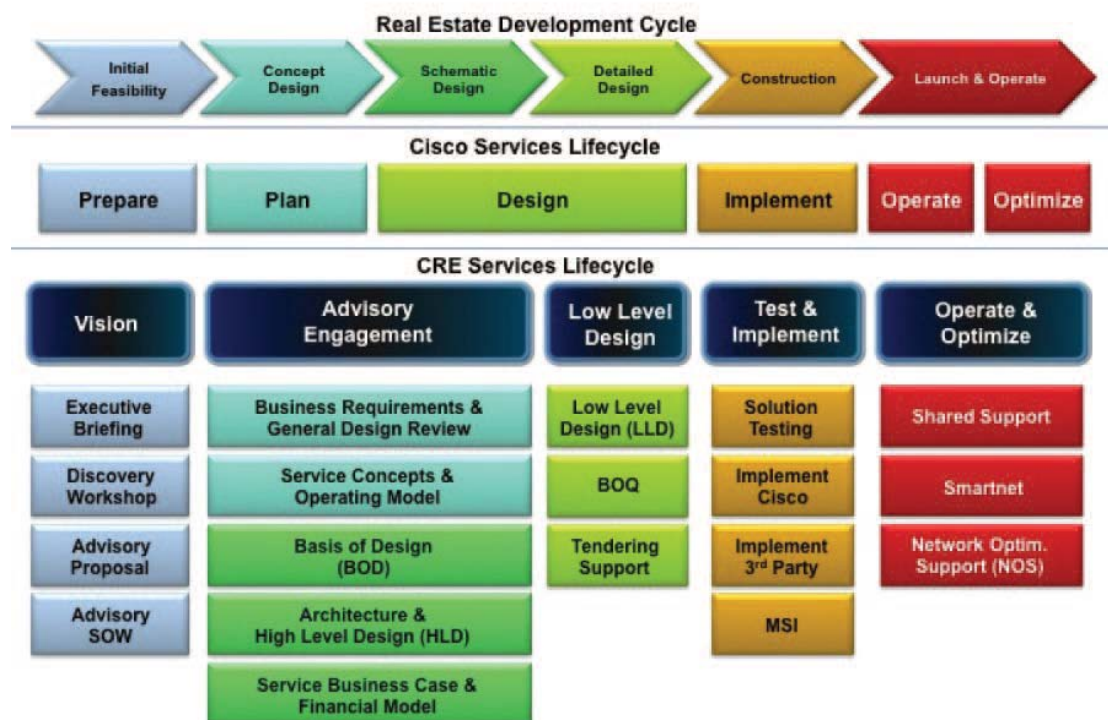 Real Estate Development Cycle
Initial
Feasibility
Concept
Design
Schematic
Design
Detailed
Design
Construction
Launch & Operate
Cisco Services Lifecycle
Prepare
Plan
Design
Implement
Operate
Optimize
CRE Services Lifecycle
Vision
Advisory
Engagement
Low Level
Design
Test &
Implement
Operate &
Optimize
Executive
Briefing
Discovery
Workshop
Advisory
Proposal
Advisory
SOW
Business Requirements &
General Design Review
Service Concepts &
Operating Model
Basis of Design
(BOD)
Architecture &
High Level Design (HLD)
Service Business Case &
Financial Model
Low Level
Design (LLD)
BOQ
Tendering
Support
Solution
Testing
Implement
Cisco
Implement
3rd Party
MSI
Shared Support
Smartnet
Network Optim.
Support (NOS)